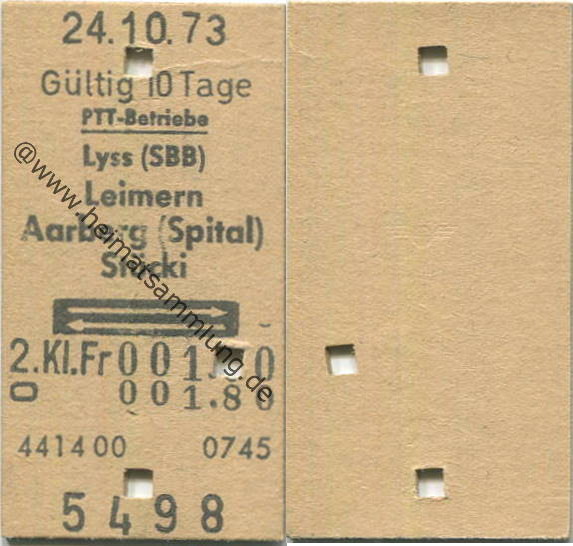 24.10.73
Gültig 10 Tage
PTT-Betriebe
Lyss (SBB)
Leimern
Aarberg (Spital)
Stücki
2.Kl.Fr 001.80
001.80
441400 0745
5498
@www.heimatsammlung.de